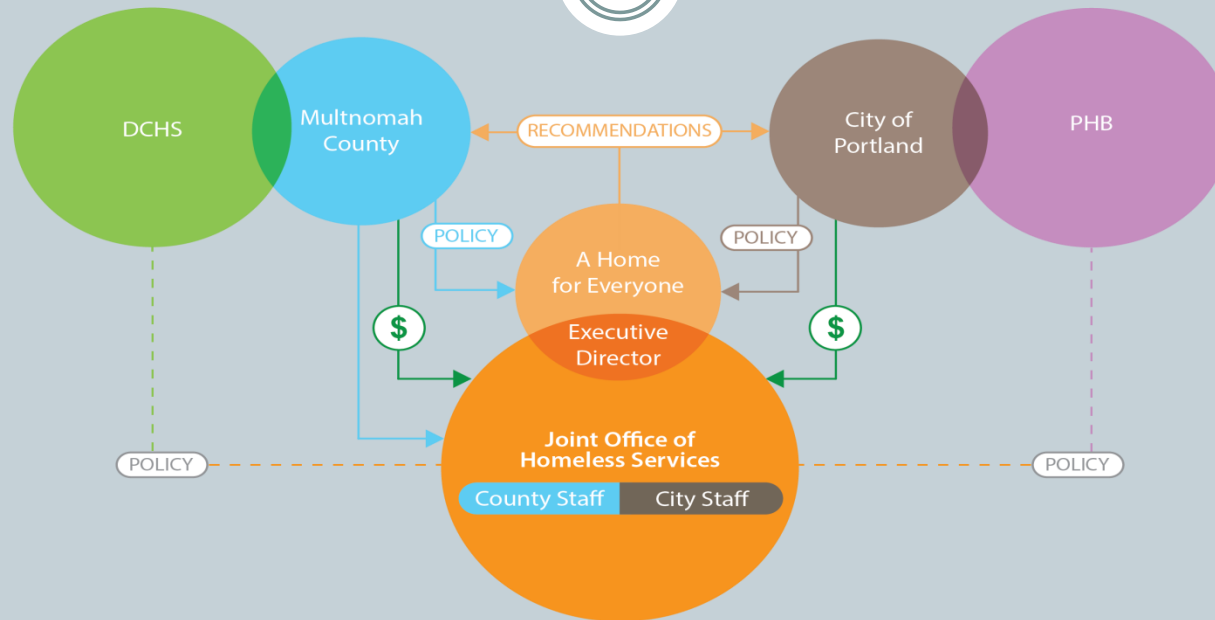 DCHS
Multnomah
County
RECOMMENDATIONS
City of
Portland
PHB
POLICY
POLICY
A Home
for Everyone
$
$
Executive
Director
Joint Office of
Homeless Services
POLICY
POLICY
County Staff
City Staff